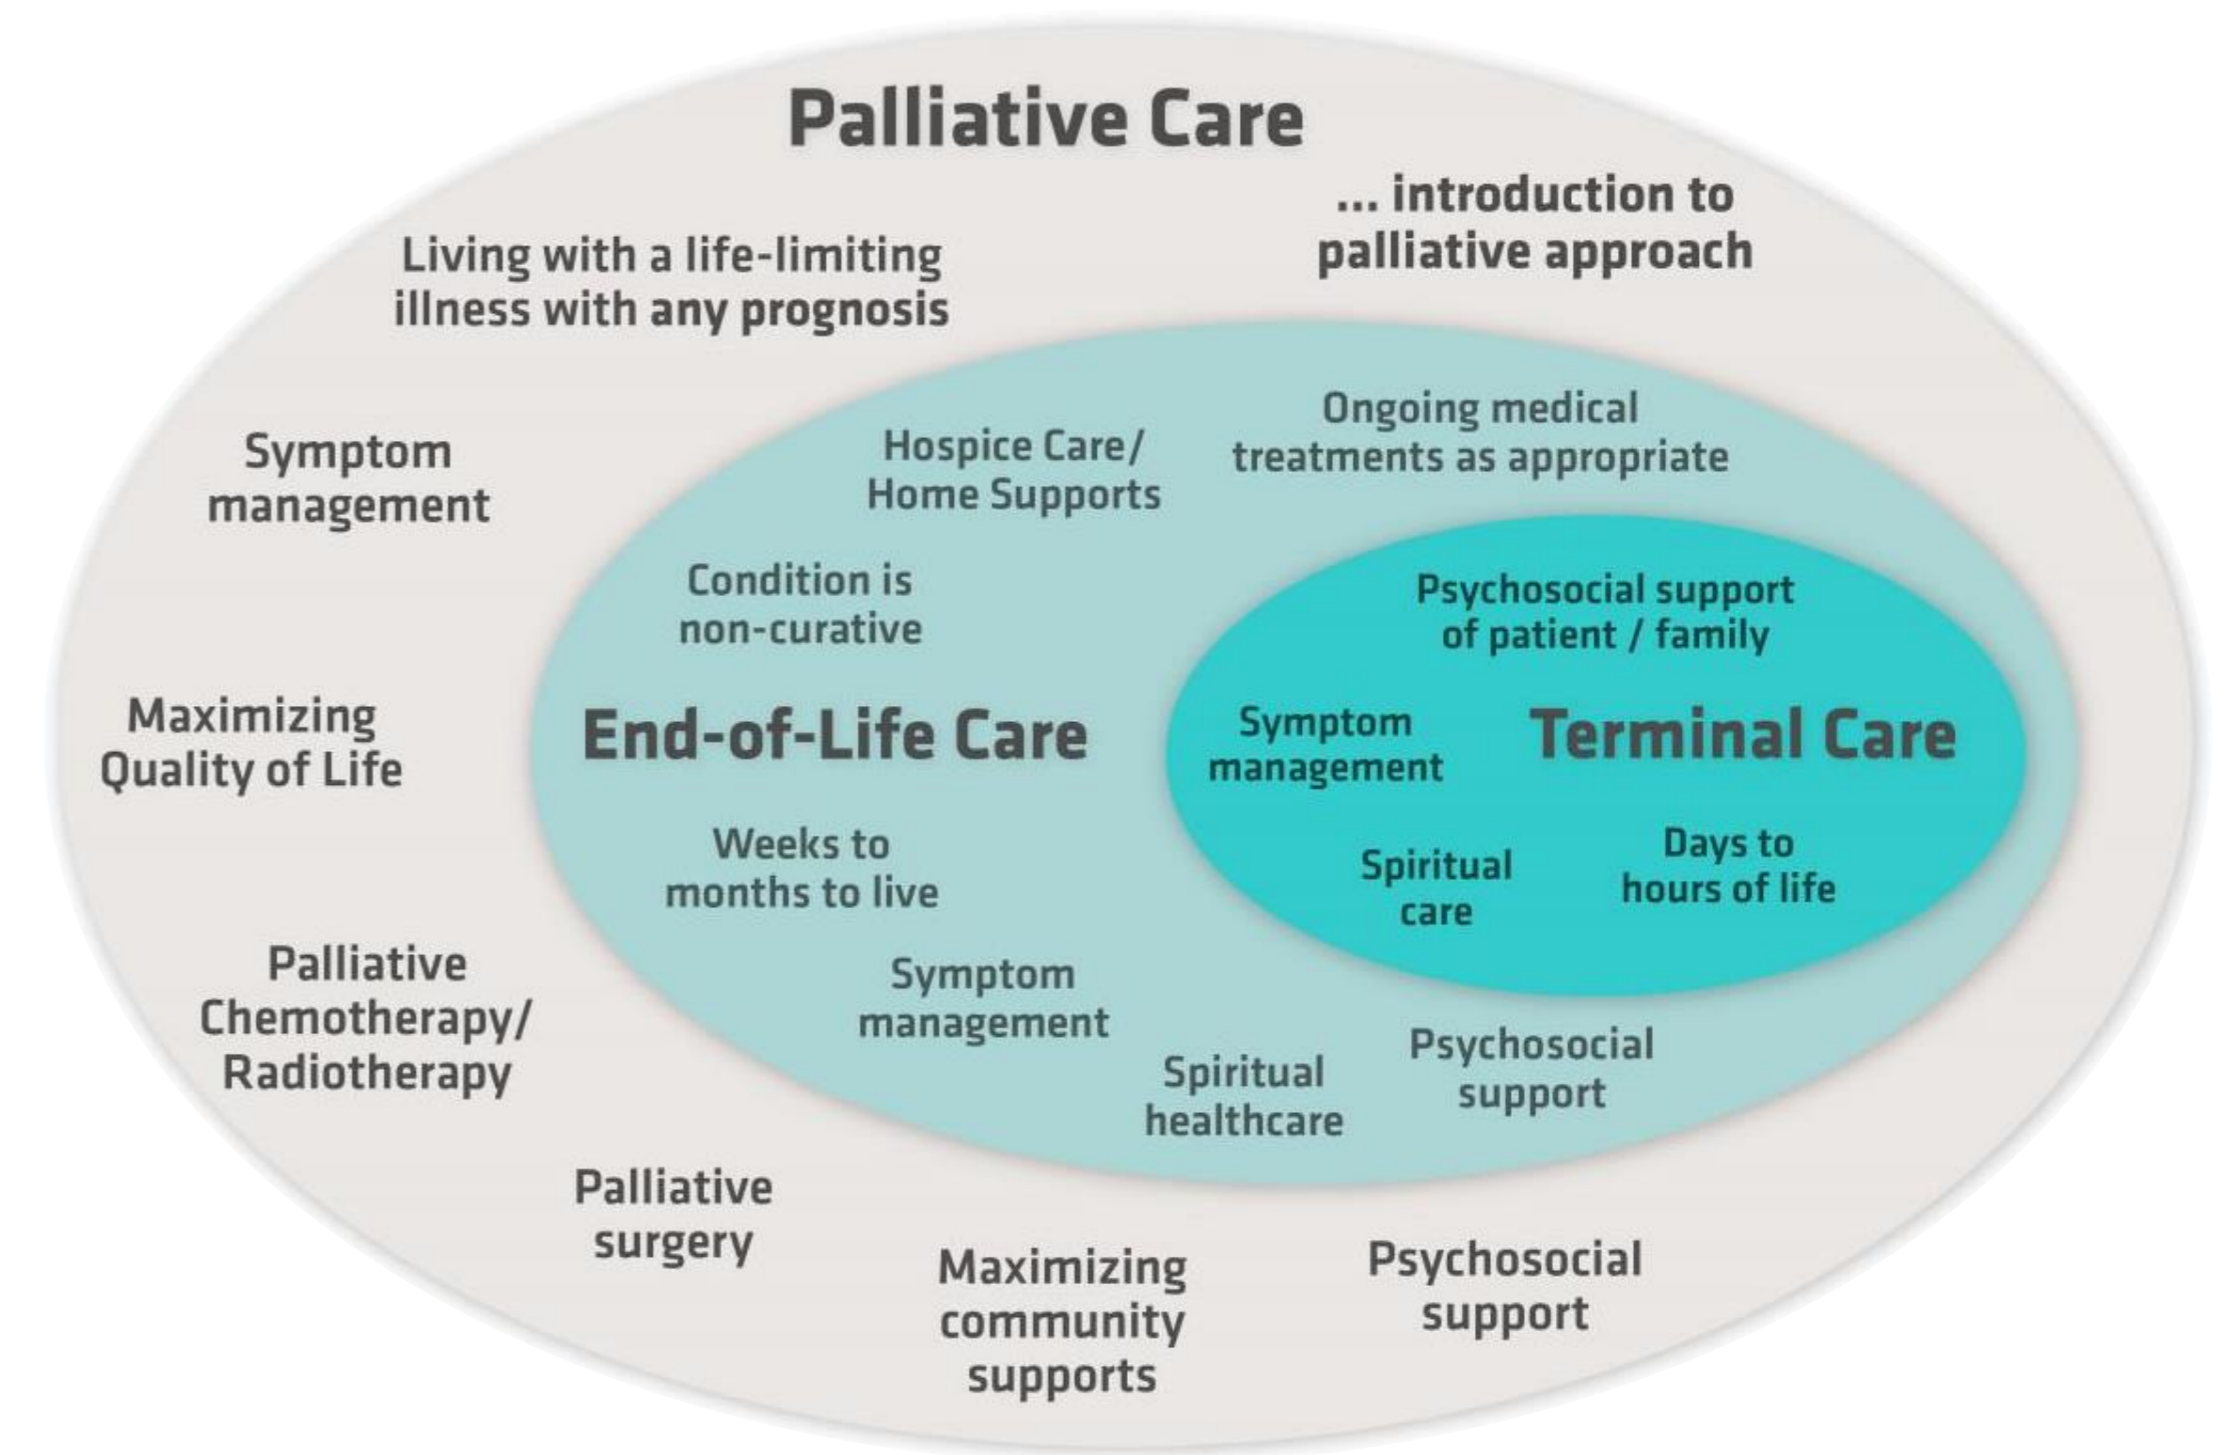 Palliative Care
... introduction to
palliative approach
Living with a life-limiting
illness with any prognosis
Symptom
management
Maximizing
Quality of Life
Palliative
Chemotherapy/
Radiotherapy
Palliative
surgery
Maximizing
community
supports
Psychosocial
support
Hospice Care/
Home Supports
Ongoing medical
treatments as appropriate
Condition is
non-curative
End-of-Life Care
Weeks to
months to live
Symptom
management
Spiritual
healthcare
Psychosocial
support
Psychosocial support
of patient / family
Symptom
management
Terminal Care
Spiritual
care
Days to
hours of life